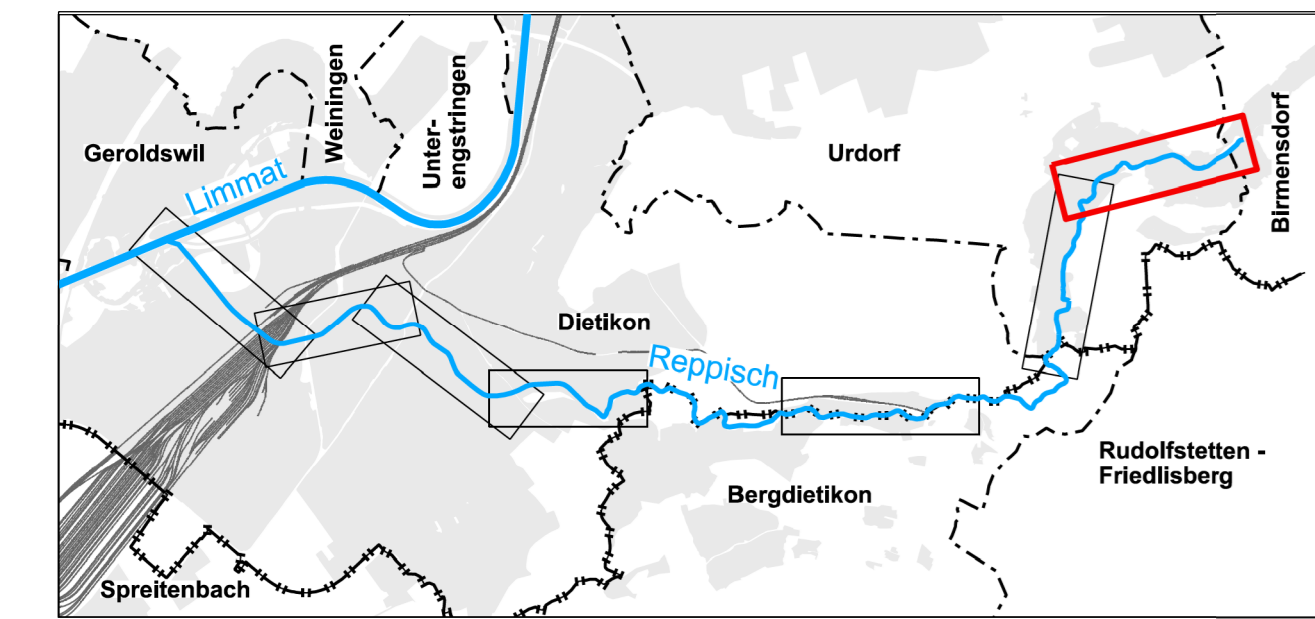 Geroldswil
Weiningen
Unter-
engstringen
Limmat
Urdorf
Birmensdorf
Dietikon
Reppisch
Rudolfstetten -
Friedlisberg
Bergdietikon
Spreitenbach